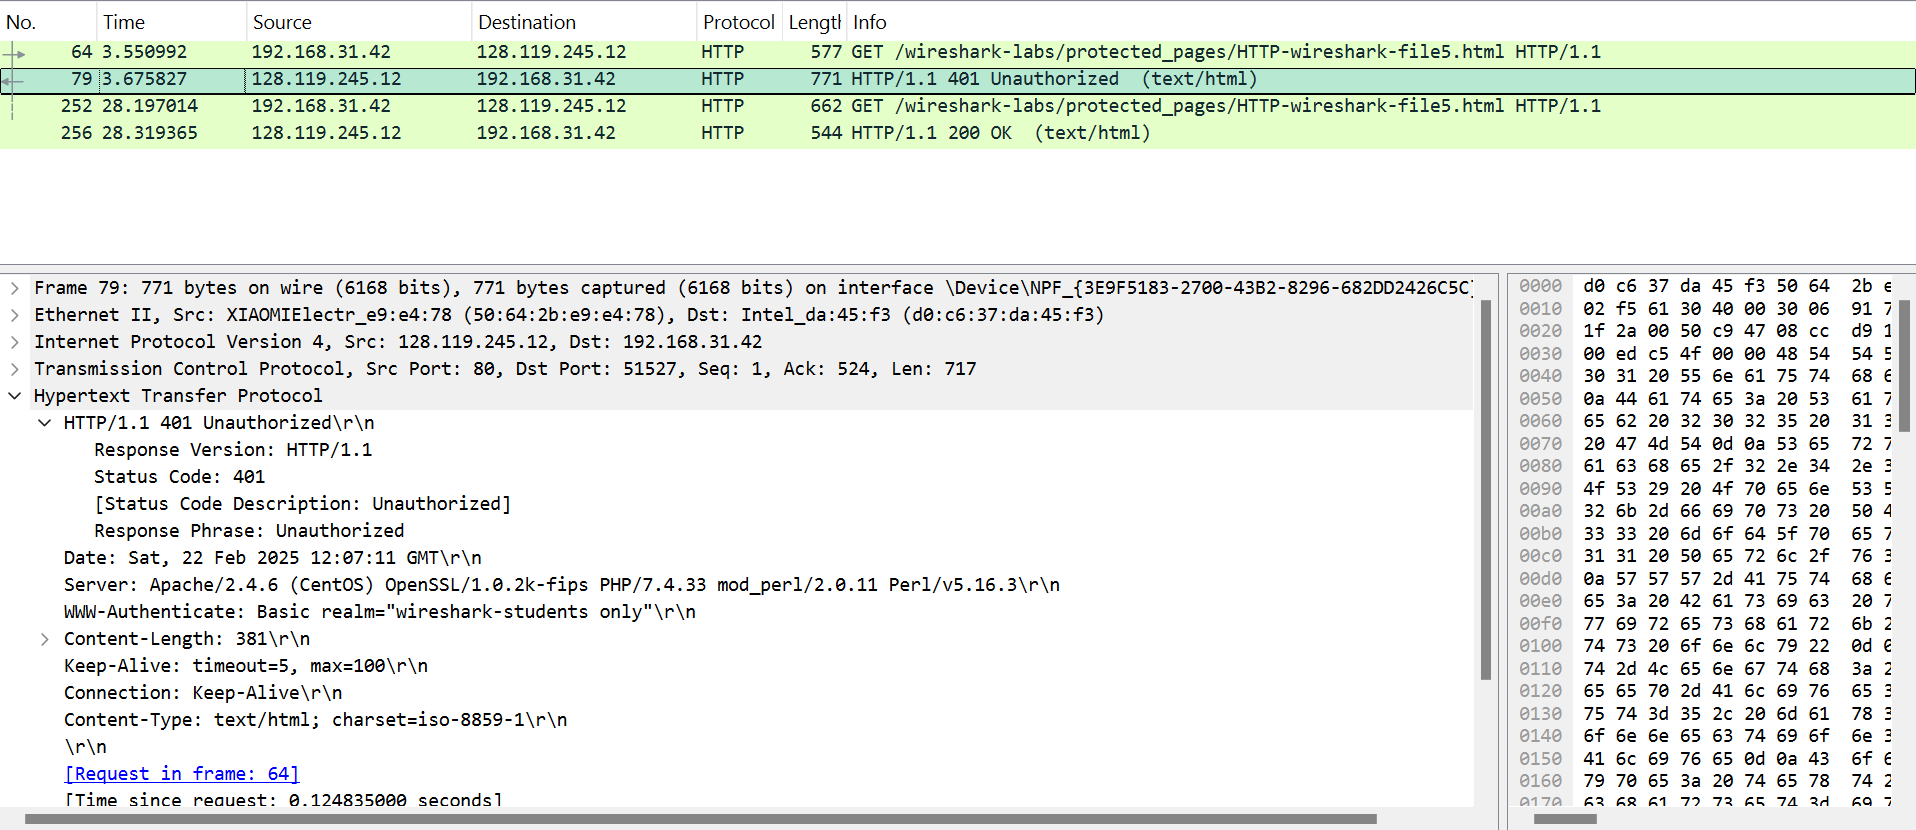 No. Time Source Destination Protocol Length Info
64 3.550992 192.168.31.42 128.119.245.12 HTTP 577 GET /wireshark-labs/protected_pages/HTTP-wireshark-file5.html HTTP/1.1
79 3.675827 128.119.245.12 192.168.31.42 HTTP 771 HTTP/1.1 401 Unauthorized (text/html)
252 28.197014 192.168.31.42 128.119.245.12 HTTP 662 GET /wireshark-labs/protected_pages/HTTP-wireshark-file5.html HTTP/1.1
256 28.319365 128.119.245.12 192.168.31.42 HTTP 544 HTTP/1.1 200 OK (text/html)
Frame 79: 771 bytes on wire (6168 bits), 771 bytes captured (6168 bits) on interface \Device\NPF_{3E9F5183-2700-43B2-8296-682DD2426C5C}
Ethernet II, Src: XIAOMIElectr_e9:e4:78 (50:64:2b:e9:e4:78), Dst: Intel_da:45:f3 (d0:c6:37:da:45:f3)
Internet Protocol Version 4, Src: 128.119.245.12, Dst: 192.168.31.42
Transmission Control Protocol, Src Port: 80, Dst Port: 51527, Seq: 1, Ack: 524, Len: 717
Hypertext Transfer Protocol
HTTP/1.1 401 Unauthorized\r\n
Response Version: HTTP/1.1
Status Code: 401
[Status Code Description: Unauthorized]
Response Phrase: Unauthorized
Date: Sat, 22 Feb 2025 12:07:11 GMT\r\n
Server: Apache/2.4.6 (CentOS) OpenSSL/1.0.2k-fips PHP/7.4.33 mod_perl/2.0.11 Perl/v5.16.3\r\n
WWW-Authenticate: Basic realm="wireshark-students only"\r\n
Content-Length: 381\r\n
Keep-Alive: timeout=5, max=100\r\n
Connection: Keep-Alive\r\n
Content-Type: text/html; charset=iso-8859-1\r\n
\r\n
[Request in frame: 64]
[Time since request: 0.124835000 seconds]
0000 d0 c6 37 da 45 f3 50 64 2b e
0010 02 f5 61 30 40 00 30 06 91 7
0020 1f 2a 00 50 c9 47 08 cc d9 1
0030 00 ed c5 4f 00 00 48 54 54 5
0040 30 31 20 55 6e 61 75 74 68 6
0050 0a 44 61 74 65 3a 20 53 61 7
0060 65 62 20 32 30 32 35 20 31 3
0070 20 47 4d 54 0d 0a 53 65 72 7
0080 61 63 68 65 2f 32 2e 34 2e 3
0090 4f 53 29 20 4f 70 65 6e 53 5
00a0 32 6b 2d 66 69 70 73 20 50 4
00b0 33 33 20 6d 6f 64 5f 70 65 7
00c0 31 31 20 50 65 72 6c 2f 76 3
00d0 0a 57 57 57 2d 41 75 74 68 6
00e0 65 3a 20 42 61 73 69 63 20 7
00f0 77 69 72 65 73 68 61 72 6b 2
0100 74 73 20 6f 6e 6c 79 22 0d 0
0110 74 2d 4c 65 6e 67 74 68 3a 2
0120 65 65 70 2d 41 6c 69 76 65 3
0130 75 74 3d 35 2c 20 6d 61 78 3
0140 6f 6e 6e 65 63 74 69 6f 6e 3
0150 41 6c 69 76 65 0d 0a 43 6f 6
0160 79 70 65 3a 20 74 65 78 74 2
0170 63 68 61 72 73 65 74 3d 69 7